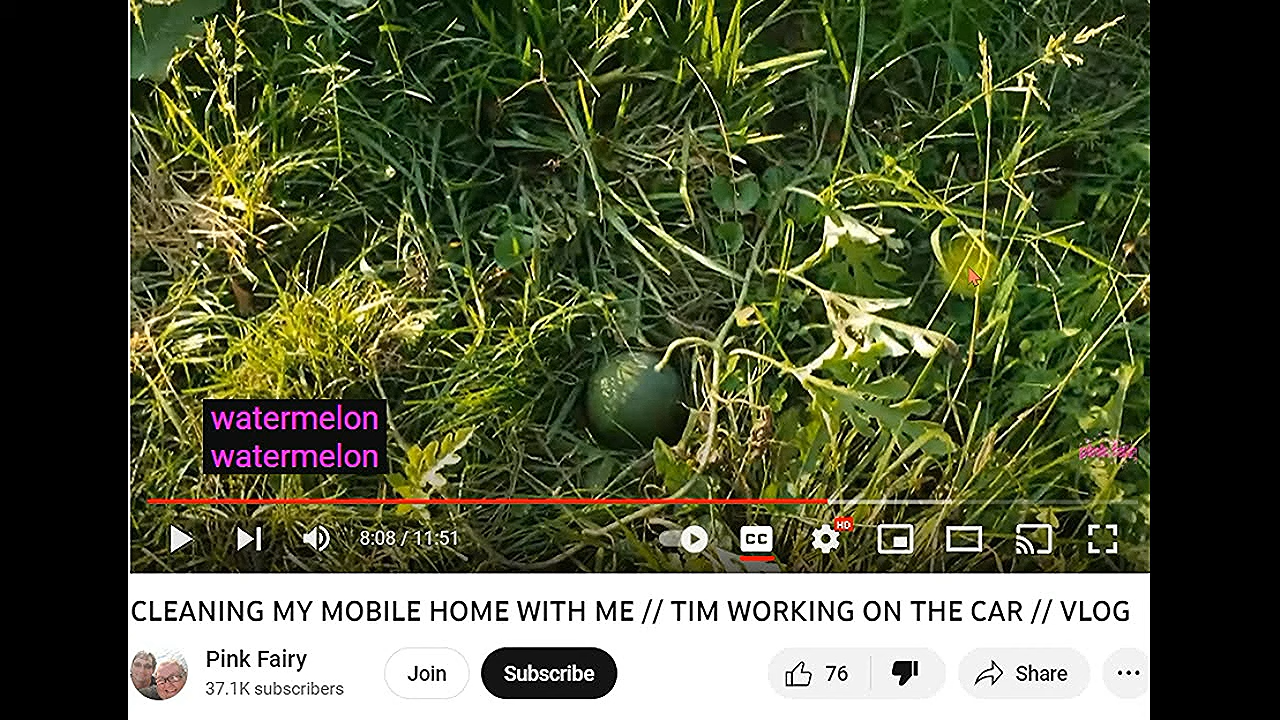 watermelon
watermelon
8:08 / 11:51
CC
HD
CLEANING MY MOBILE HOME WITH ME // TIM WORKING ON THE CAR // VLOG
Pink Fairy
37.1K subscribers
Join
Subscribe
76
Share